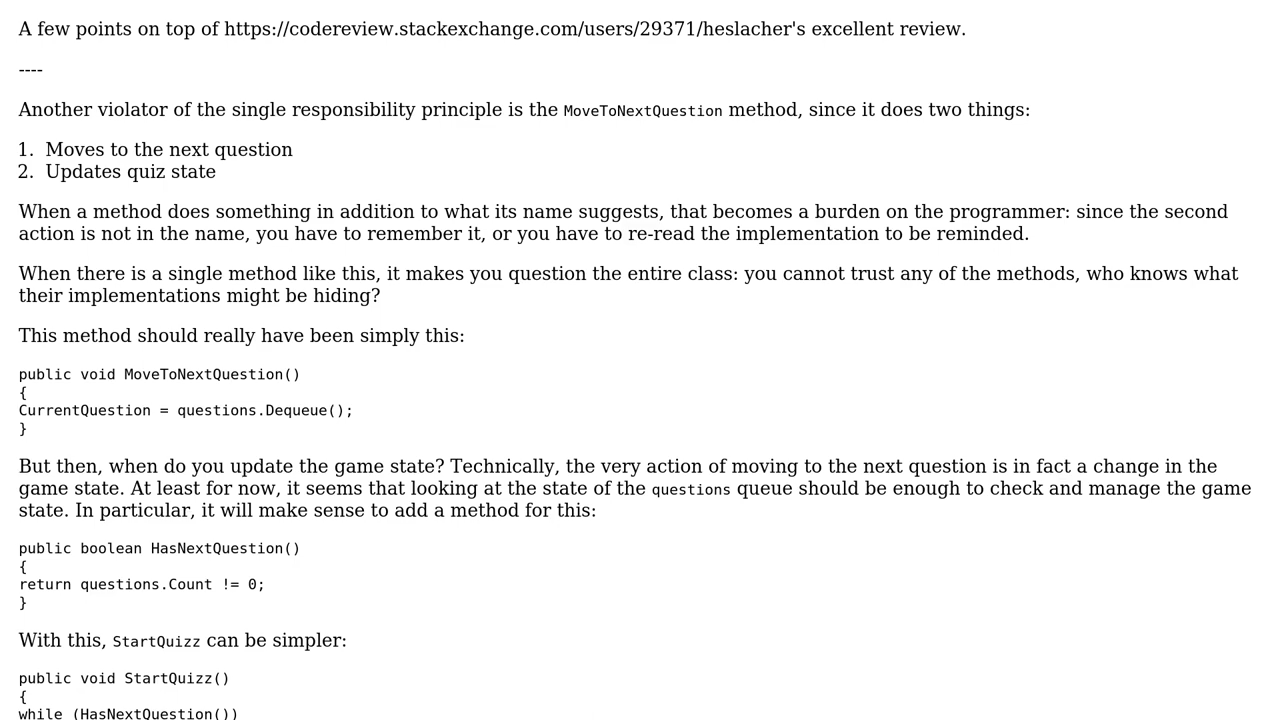 A few points on top of https://codereview.stackexchange.com/users/29371/heslacher's excellent review.
----
Another violator of the single responsibility principle is the MoveToNextQuestion method, since it does two things:
1. Moves to the next question
2. Updates quiz state
When a method does something in addition to what its name suggests, that becomes a burden on the programmer: since the second
action is not in the name, you have to remember it, or you have to re-read the implementation to be reminded.
When there is a single method like this, it makes you question the entire class: you cannot trust any of the methods, who knows what
their implementations might be hiding?
This method should really have been simply this:
public void MoveToNextQuestion()
{
CurrentQuestion = questions.Dequeue();
}
But then, when do you update the game state? Technically, the very action of moving to the next question is in fact a change in the
game state. At least for now, it seems that looking at the state of the questions queue should be enough to check and manage the game
state. In particular, it will make sense to add a method for this:
public boolean HasNextQuestion()
{
return questions.Count != 0;
}
With this, StartQuizz can be simpler:
public void StartQuizz()
{
while (HasNextQuestion())